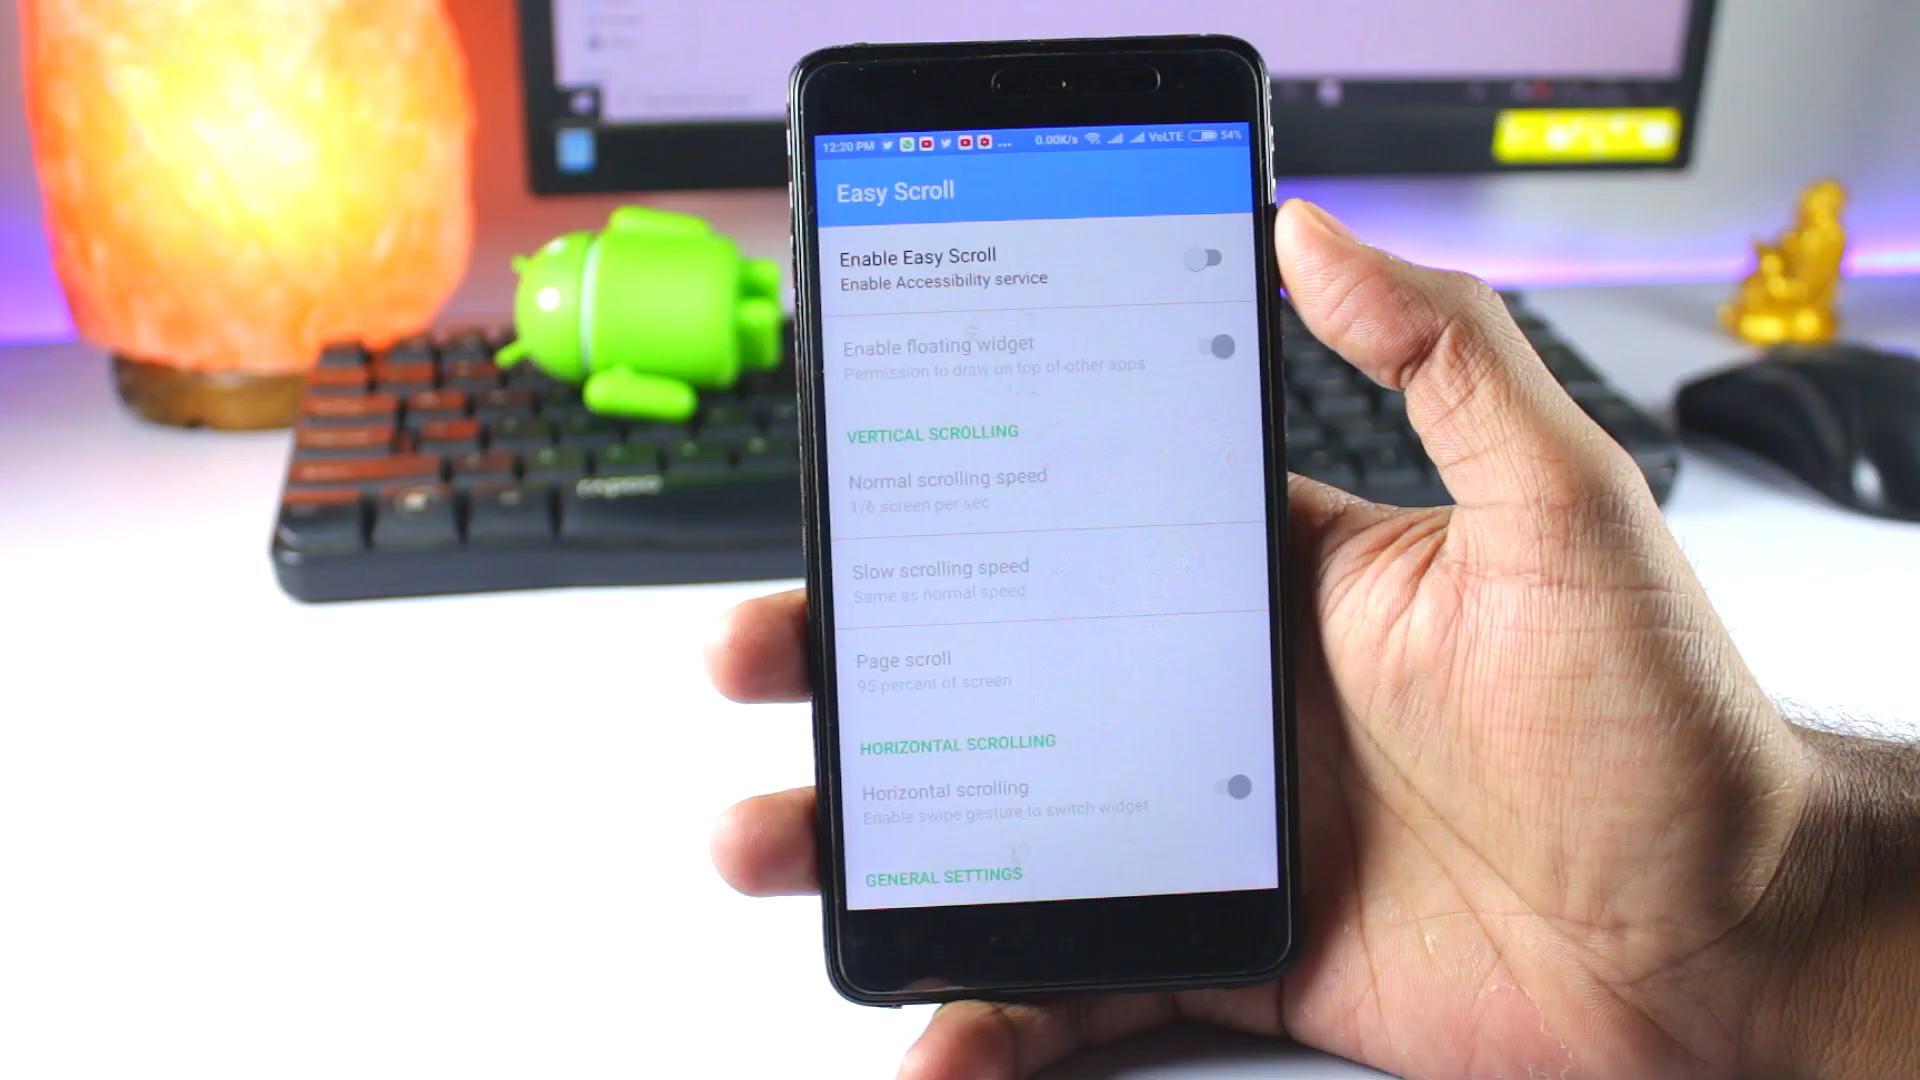 12:20 PM ... 0.00K/s VoLTE 54%
Easy Scroll
Enable Easy Scroll
Enable Accessibility service
Enable floating widget
Permission to draw on top of other apps
VERTICAL SCROLLING
Normal scrolling speed
1/6 screen per sec
Slow scrolling speed
Same as normal speed
Page scroll
95 percent of screen
HORIZONTAL SCROLLING
Horizontal scrolling
Enable swipe gesture to switch widget
GENERAL SETTINGS